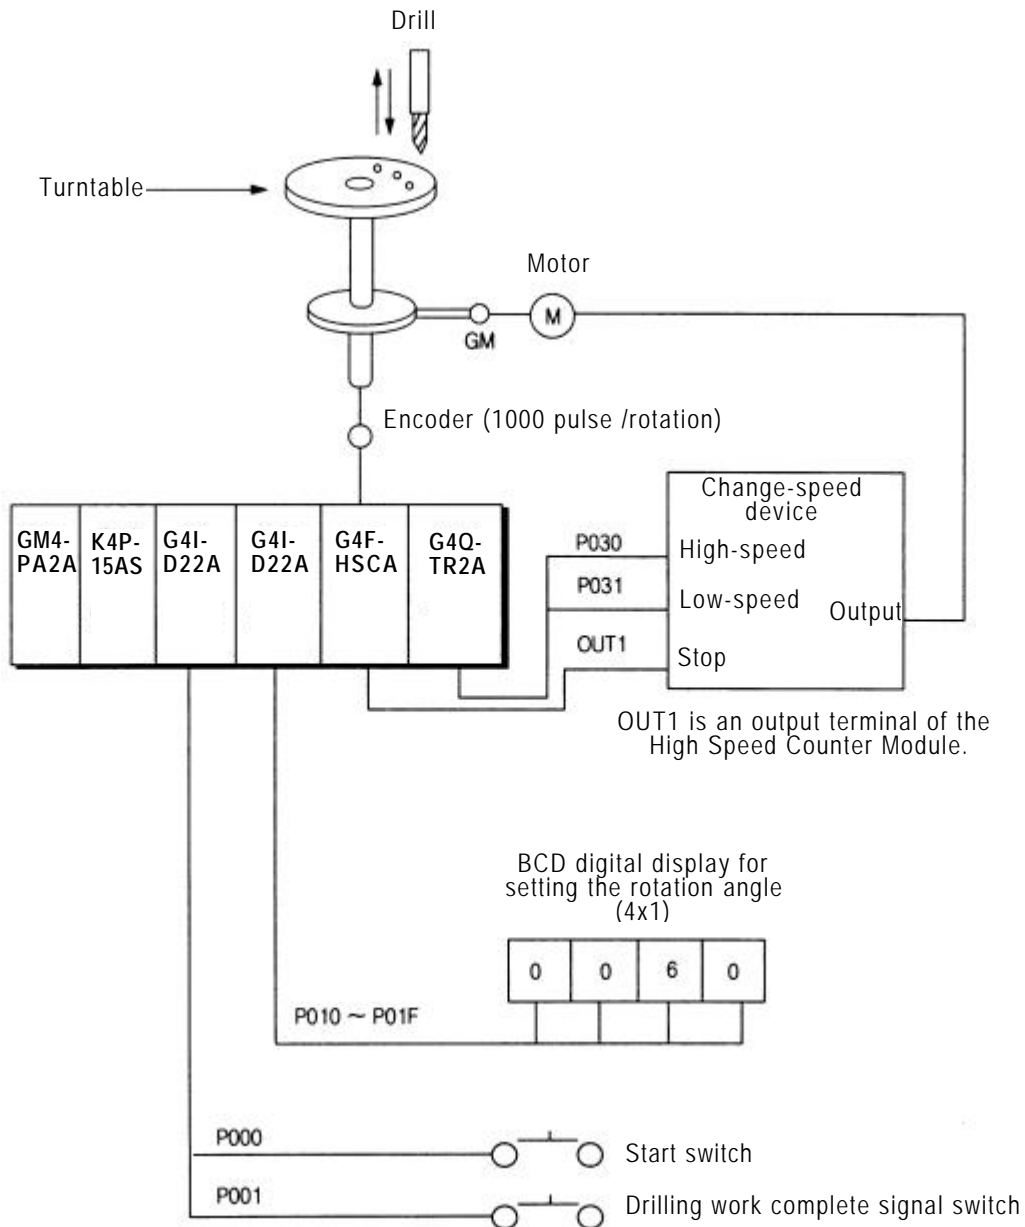 Drill
Turntable
Motor
M
GM
Encoder (1000 pulse /rotation)
GM4-
PA2A
K4P-
15AS
G4I-
D22A
G4I-
D22A
G4F-
HSCA
G4Q-
TR2A
Change-speed
device
P030
High-speed
P031
Low-speed
Output
OUT1
Stop
OUT1 is an output terminal of the
High Speed Counter Module.
BCD digital display for
setting the rotation angle
(4x1)
0 0 6 0
P010 ~ P01F
P000
Start switch
P001
Drilling work complete signal switch